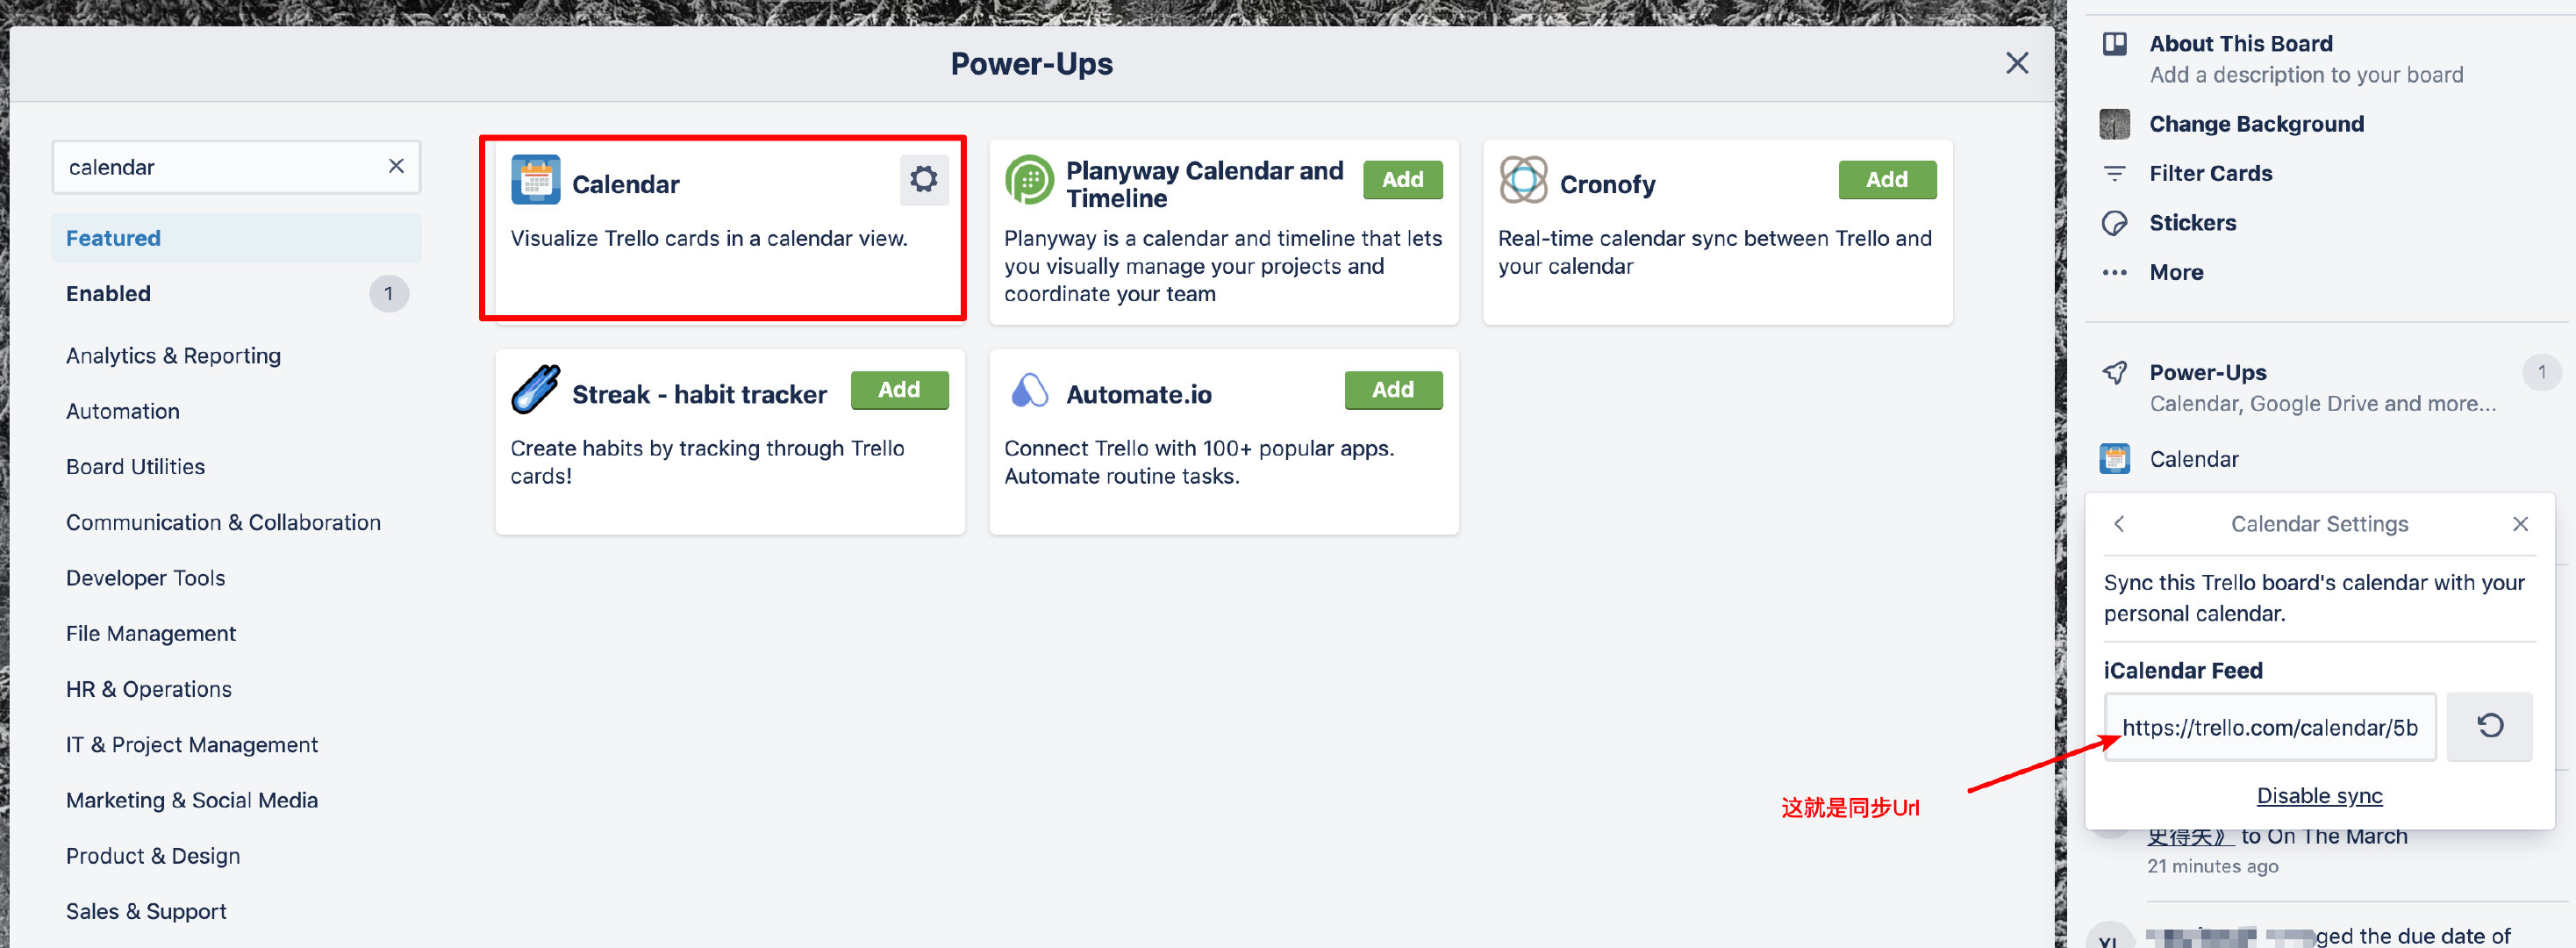 Power-Ups
calendar
Featured
Enabled
1
Analytics & Reporting
Automation
Board Utilities
Communication & Collaboration
Developer Tools
File Management
HR & Operations
IT & Project Management
Marketing & Social Media
Product & Design
Sales & Support
Calendar
Visualize Trello cards in a calendar view.
Planyway Calendar and
Timeline
Add
Planyway is a calendar and timeline that lets
you visually manage your projects and
coordinate your team
Cronofy
Add
Real-time calendar sync between Trello and
your calendar
Streak - habit tracker
Add
Create habits by tracking through Trello
cards!
Automate.io
Add
Connect Trello with 100+ popular apps.
Automate routine tasks.
这就是同步Url
About This Board
Add a description to your board
Change Background
Filter Cards
Stickers
More
Power-Ups
1
Calendar, Google Drive and more...
Calendar
Calendar Settings
Sync this Trello board's calendar with your
personal calendar.
iCalendar Feed
https://trello.com/calendar/5b
Disable sync
史得失》 to On The March
21 minutes ago
ged the due date of